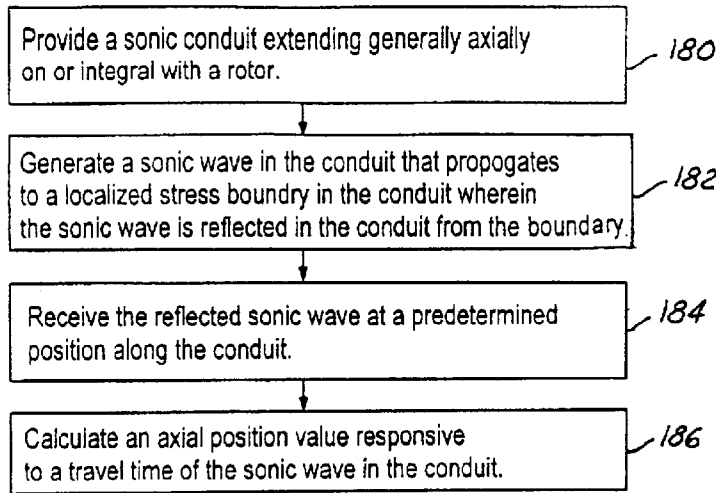 Provide a sonic conduit extending generally axially
on or integral with a rotor.
180
Generate a sonic wave in the conduit that propogates
to a localized stress boundry in the conduit wherein
the sonic wave is reflected in the conduit from the boundary.
182
Receive the reflected sonic wave at a predetermined
position along the conduit.
184
Calculate an axial position value responsive
to a travel time of the sonic wave in the conduit.
186